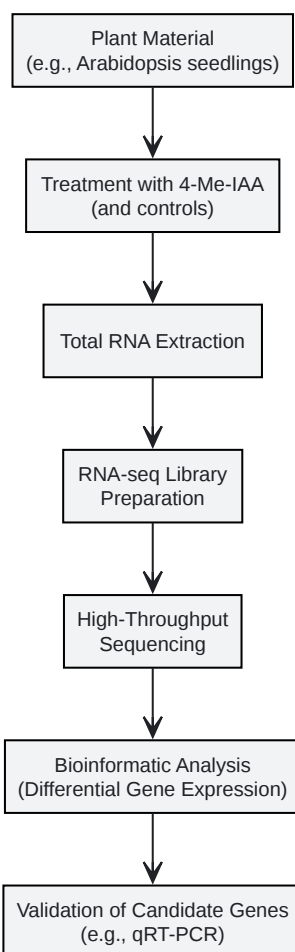 Plant Material
(e.g., Arabidopsis seedlings)
Treatment with 4-Me-IAA
(and controls)
Total RNA Extraction
RNA-seq Library
Preparation
High-Throughput
Sequencing
Bioinformatic Analysis
(Differential Gene Expression)
Validation of Candidate Genes
(e.g., qRT-PCR)